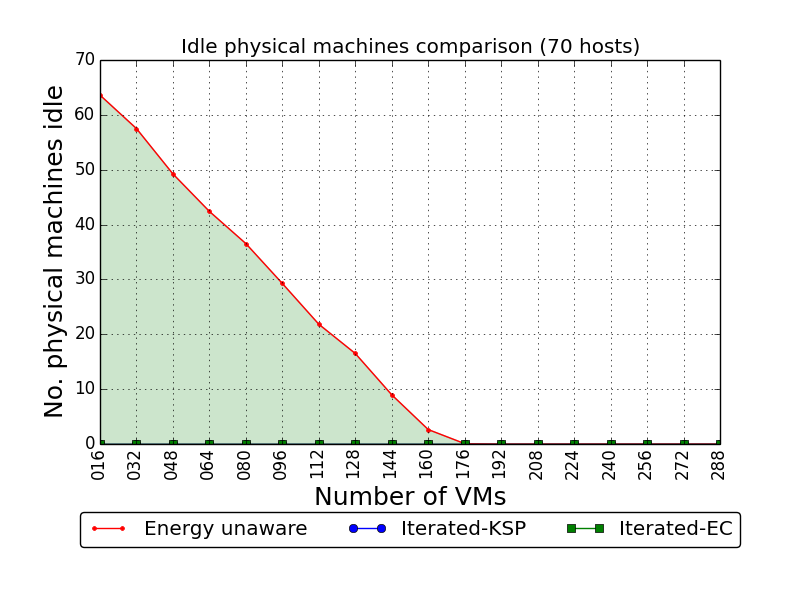 Idle physical machines comparison (70 hosts)
70
60
50
40
30
20
10
0
No. physical machines idle
016 032 048 064 080 096 112 128 144 160 176 192 208 224 240 256 272 288
Number of VMs
Energy unaware Iterated-KSP Iterated-EC